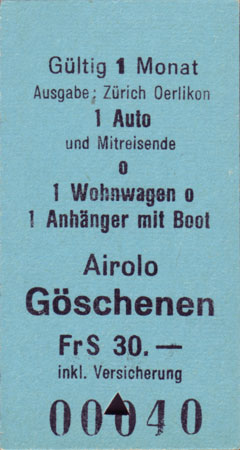 Gültig 1 Monat
Ausgabe: Zürich Oerlikon
1 Auto
und Mitreisende
o
1 Wohnwagen o
1 Anhänger mit Boot
Airolo
Göschenen
FrS 30.—
inkl. Versicherung
00040